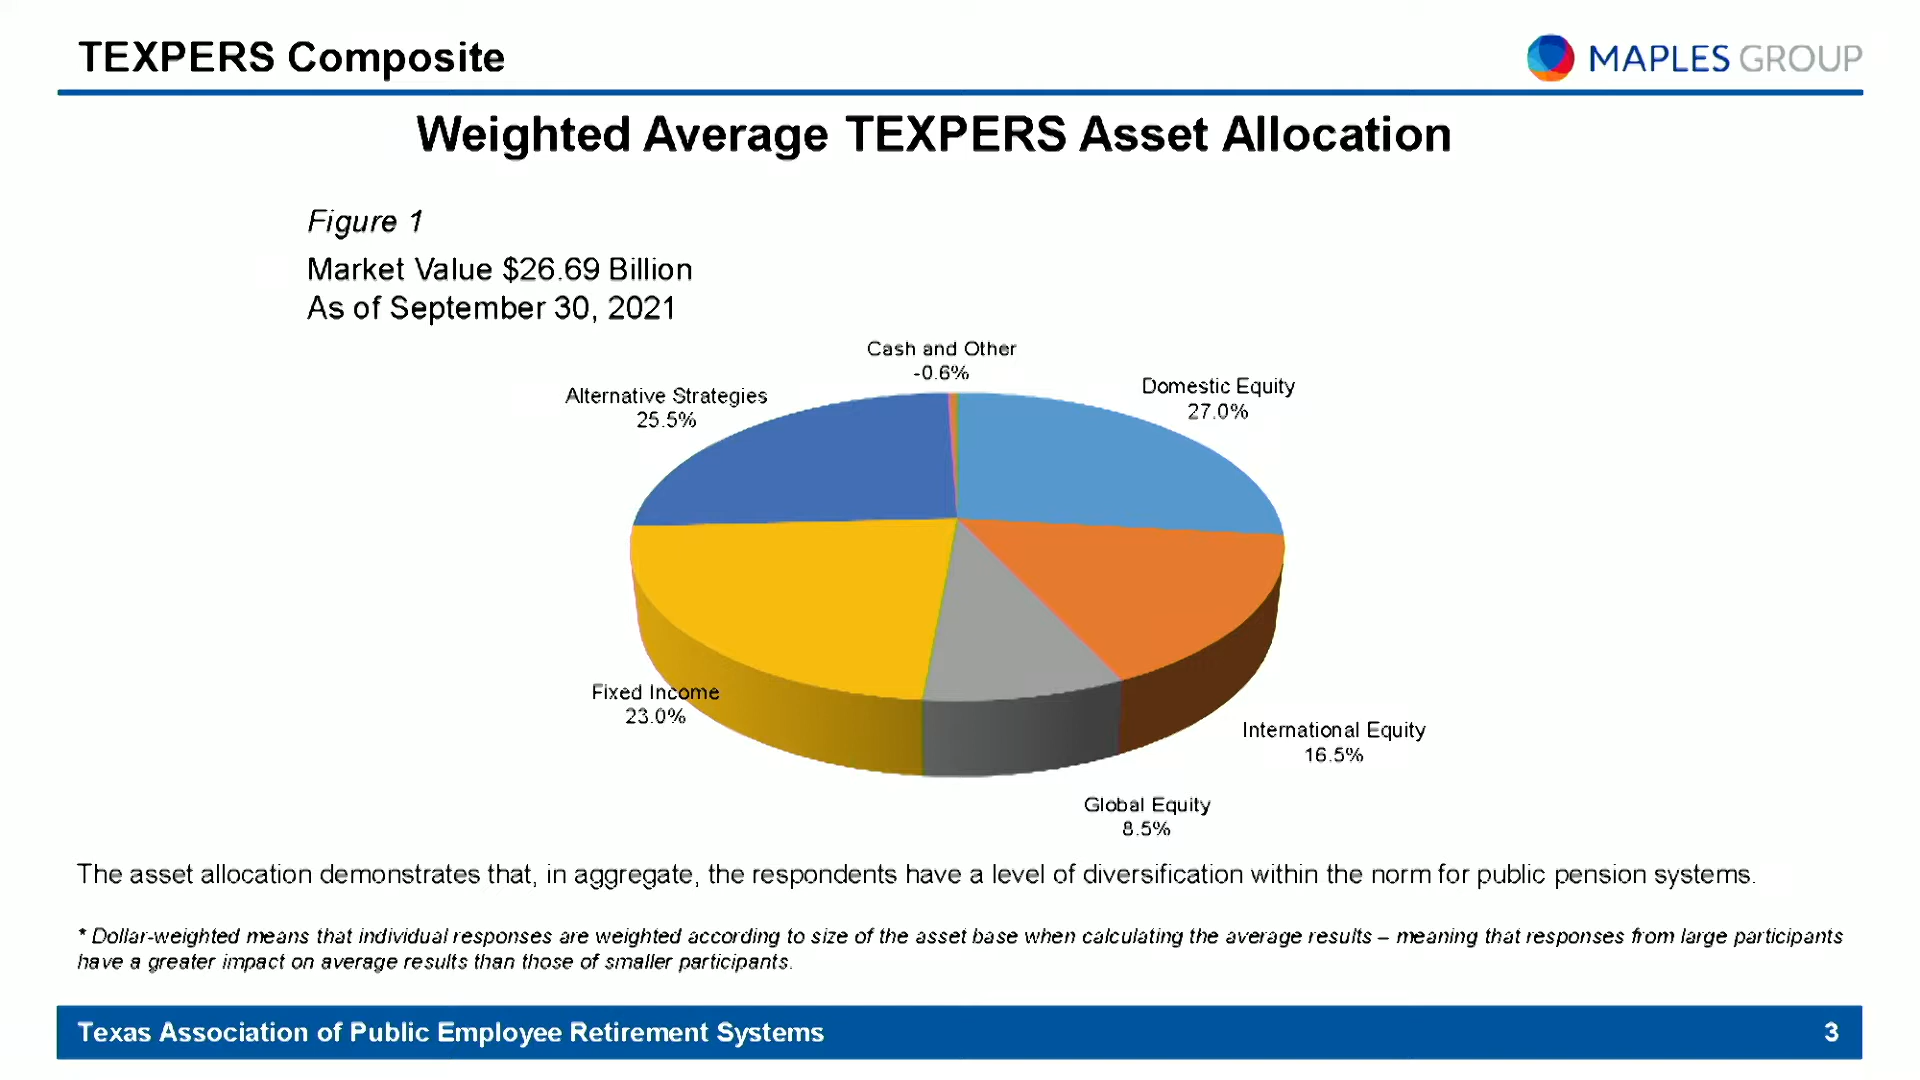 TEXPERS Composite
MAPLES GROUP
Weighted Average TEXPERS Asset Allocation
Figure 1
Market Value $26.69 Billion
As of September 30, 2021
Cash and Other
-0.6%
Alternative Strategies
25.5%
Domestic Equity
27.0%
Fixed Income
23.0%
International Equity
16.5%
Global Equity
8.5%
The asset allocation demonstrates that, in aggregate, the respondents have a level of diversification within the norm for public pension systems.
* Dollar-weighted means that individual responses are weighted according to size of the asset base when calculating the average results – meaning that responses from large participants
have a greater impact on average results than those of smaller participants.
Texas Association of Public Employee Retirement Systems
3